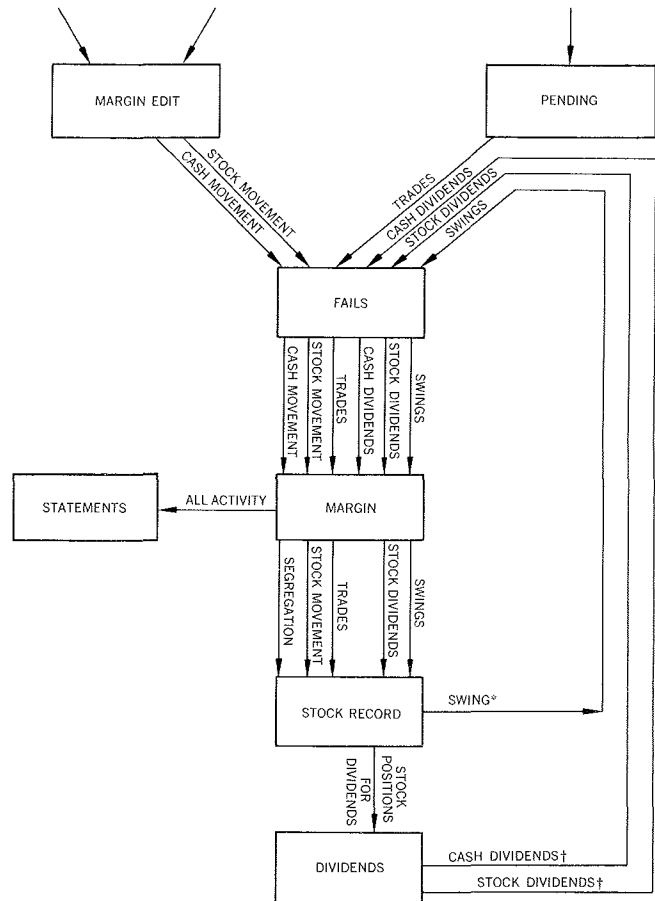 MARGIN EDIT
PENDING
STOCK MOVEMENT
CASH MOVEMENT
TRADES
CASH DIVIDENDS
STOCK DIVIDENDS
SWINGS
FAILS
CASH MOVEMENT
STOCK MOVEMENT
TRADES
CASH DIVIDENDS
STOCK DIVIDENDS
SWINGS
STATEMENTS
ALL ACTIVITY
MARGIN
SEGREGATION
STOCK MOVEMENT
TRADES
STOCK DIVIDENDS
SWINGS
STOCK RECORD
SWING*
STOCK POSITIONS
FOR DIVIDENDS
DIVIDENDS
CASH DIVIDENDS†
STOCK DIVIDENDS†